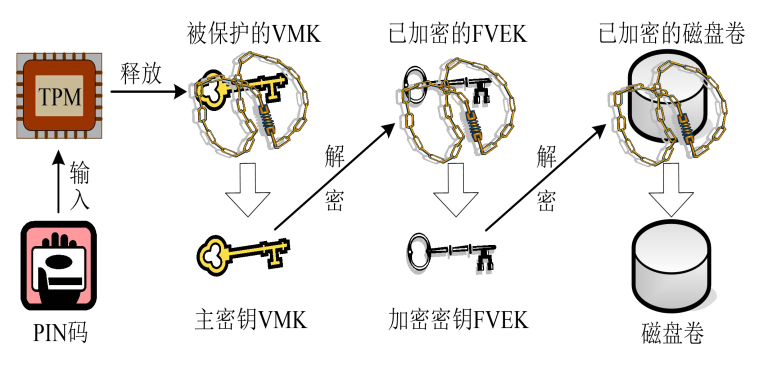 被保护的VMK
已加密的FVEK
已加密的磁盘卷
TPM
释放
输入
解密
解密
PIN码
主密钥VMK
加密密钥FVEK
磁盘卷